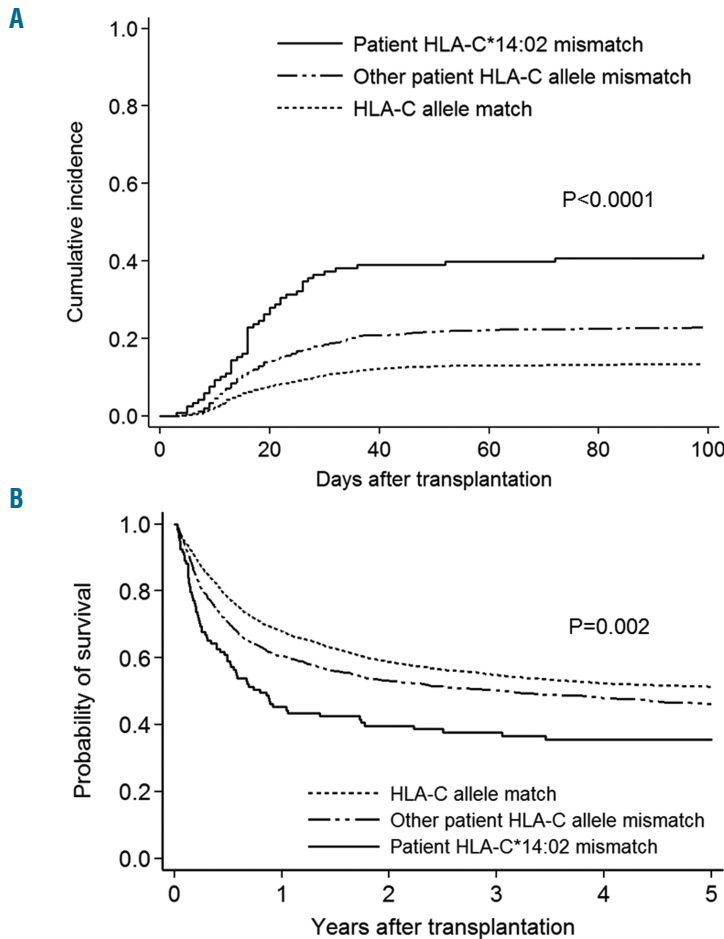 A
1.0
0.8
0.6
0.4
0.2
0.0
Cumulative incidence
Patient HLA-C*14:02 mismatch
Other patient HLA-C allele mismatch
HLA-C allele match
P<0.0001
0 20 40 60 80 100
Days after transplantation
B
1.0
0.8
0.6
0.4
0.2
0.0
Probability of survival
P=0.002
HLA-C allele match
Other patient HLA-C allele mismatch
Patient HLA-C*14:02 mismatch
0 1 2 3 4 5
Years after transplantation